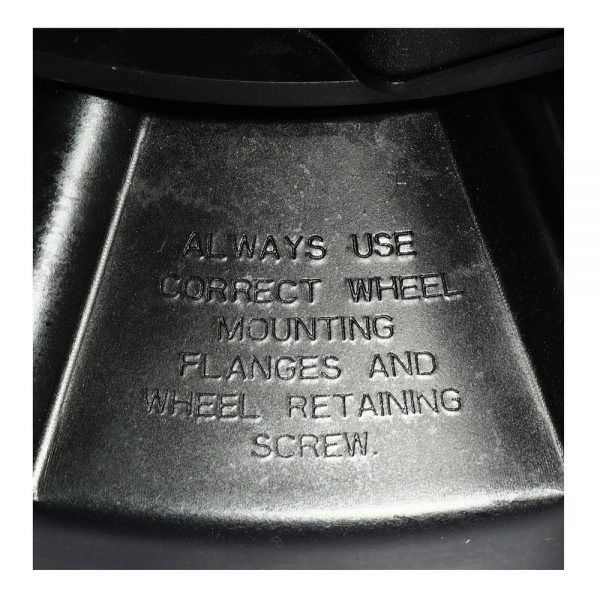 ALWAYS USE
CORRECT WHEEL
MOUNTING
FLANGES AND
WHEEL RETAINING
SCREW.